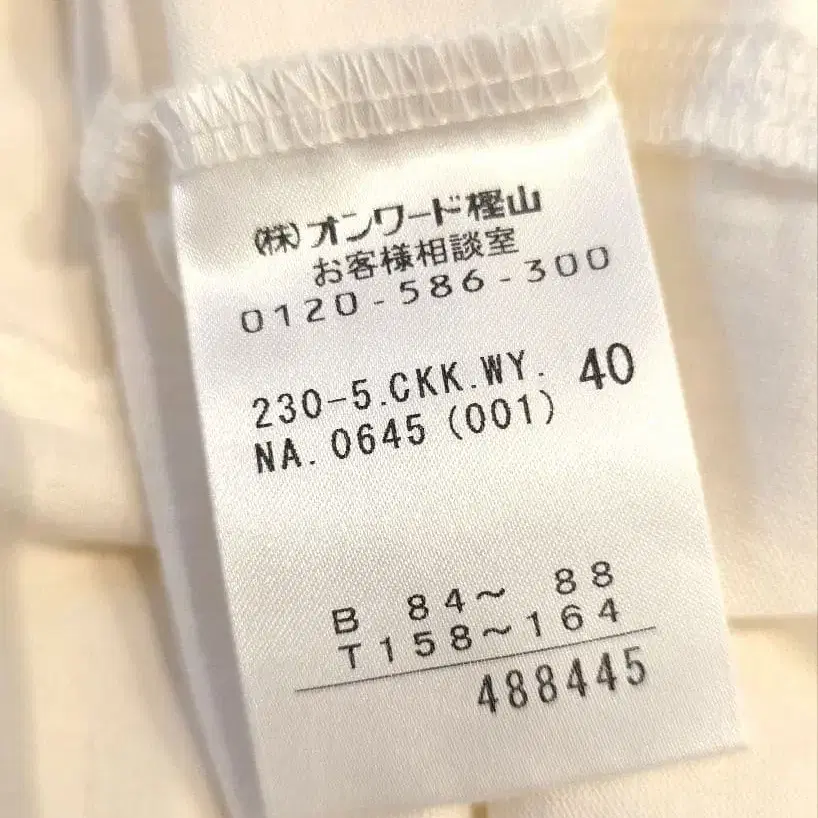 (株)オンワード樫山
お客様相談室
0120-586-300
230-5.CKK.WY. 40
NA.0645(001)
B 84～ 88
T158～164
488445